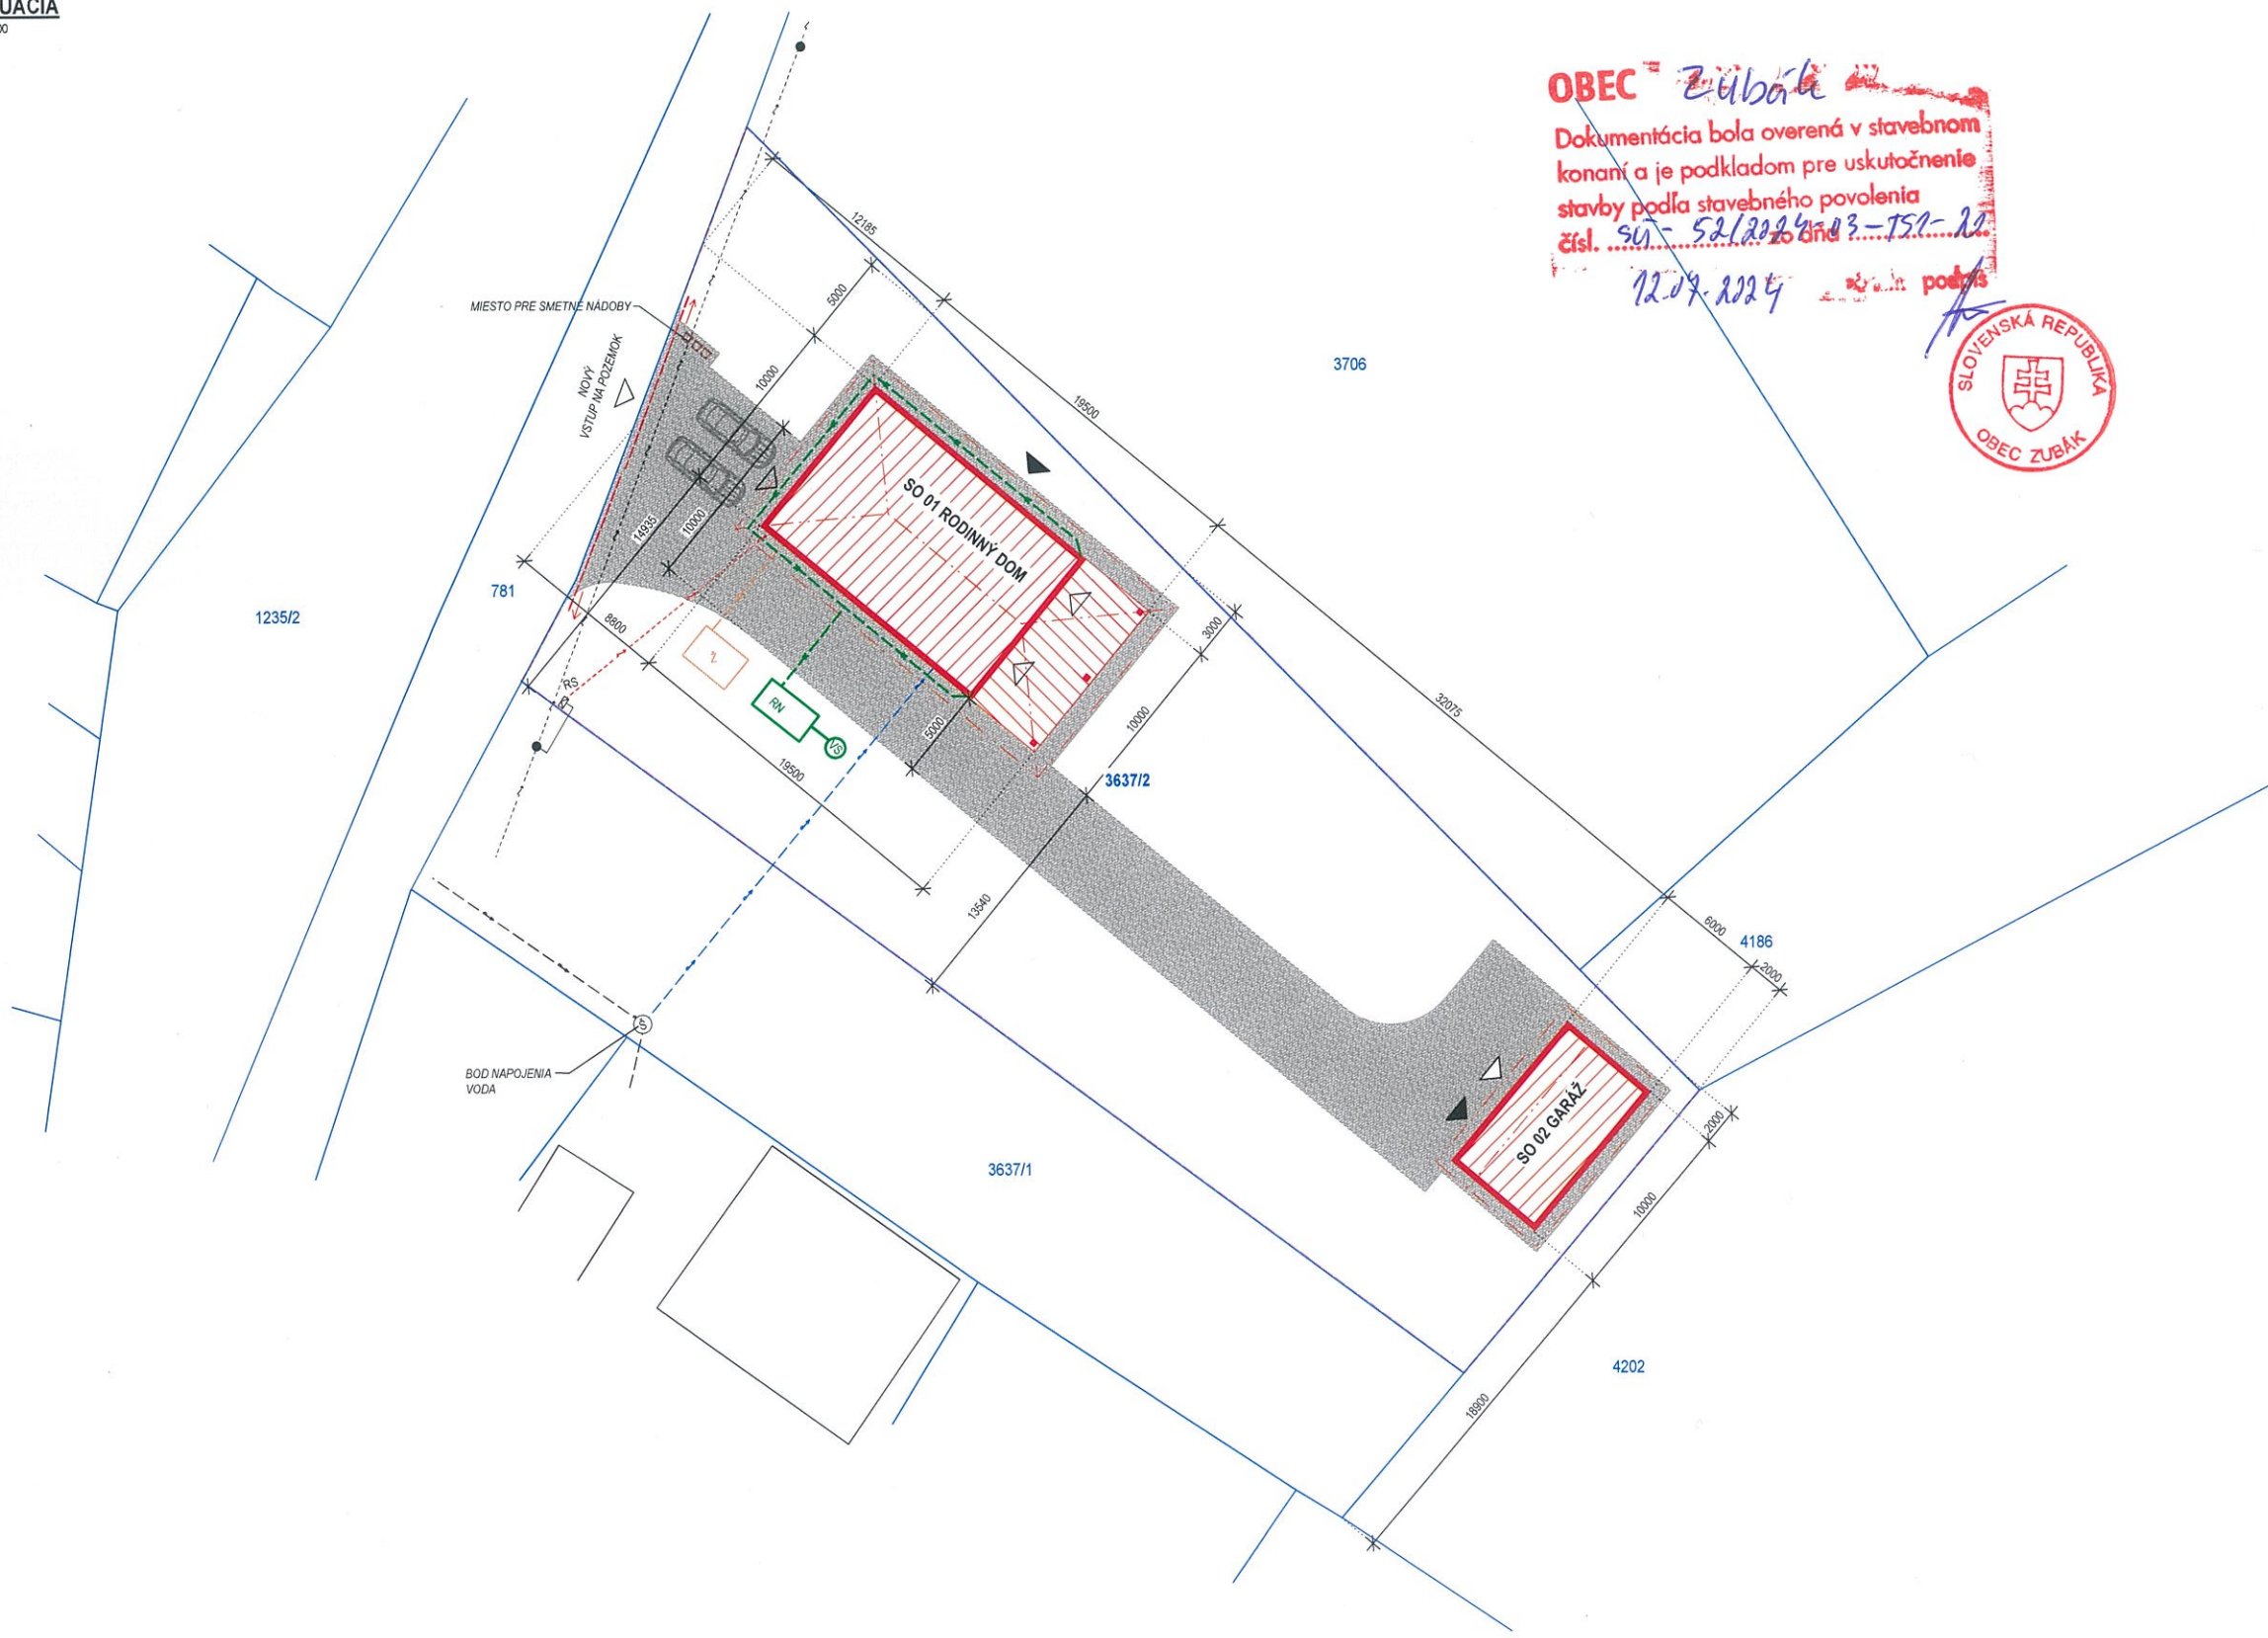 UÁCIA
OBEC Zubák
Dokumentácia bola overená v stavebnom
konaní a je podkladom pre uskutočnenie
stavby podľa stavebného povolenia
čísl. SÚ - 52/2024-03-TS1-22 zo dňa
12.07.2024 podpis
SLOVENSKÁ REPUBLIKA
OBEC ZUBÁK
MIESTO PRE SMETNÉ NÁDOBY
NOVÝ
VSTUP NA POZEMOK
12185
5000
10000
19500
3706
SO 01 RODINNÝ DOM
14935
10000
781
1235/2
8800
Ž
RS
RN
VS
5000
3000
10000
19500
3637/2
32075
13540
6000
4186
2000
Š
BOD NAPOJENIA
VODA
SO 02 GARÁŽ
2000
10000
3637/1
4202
18900